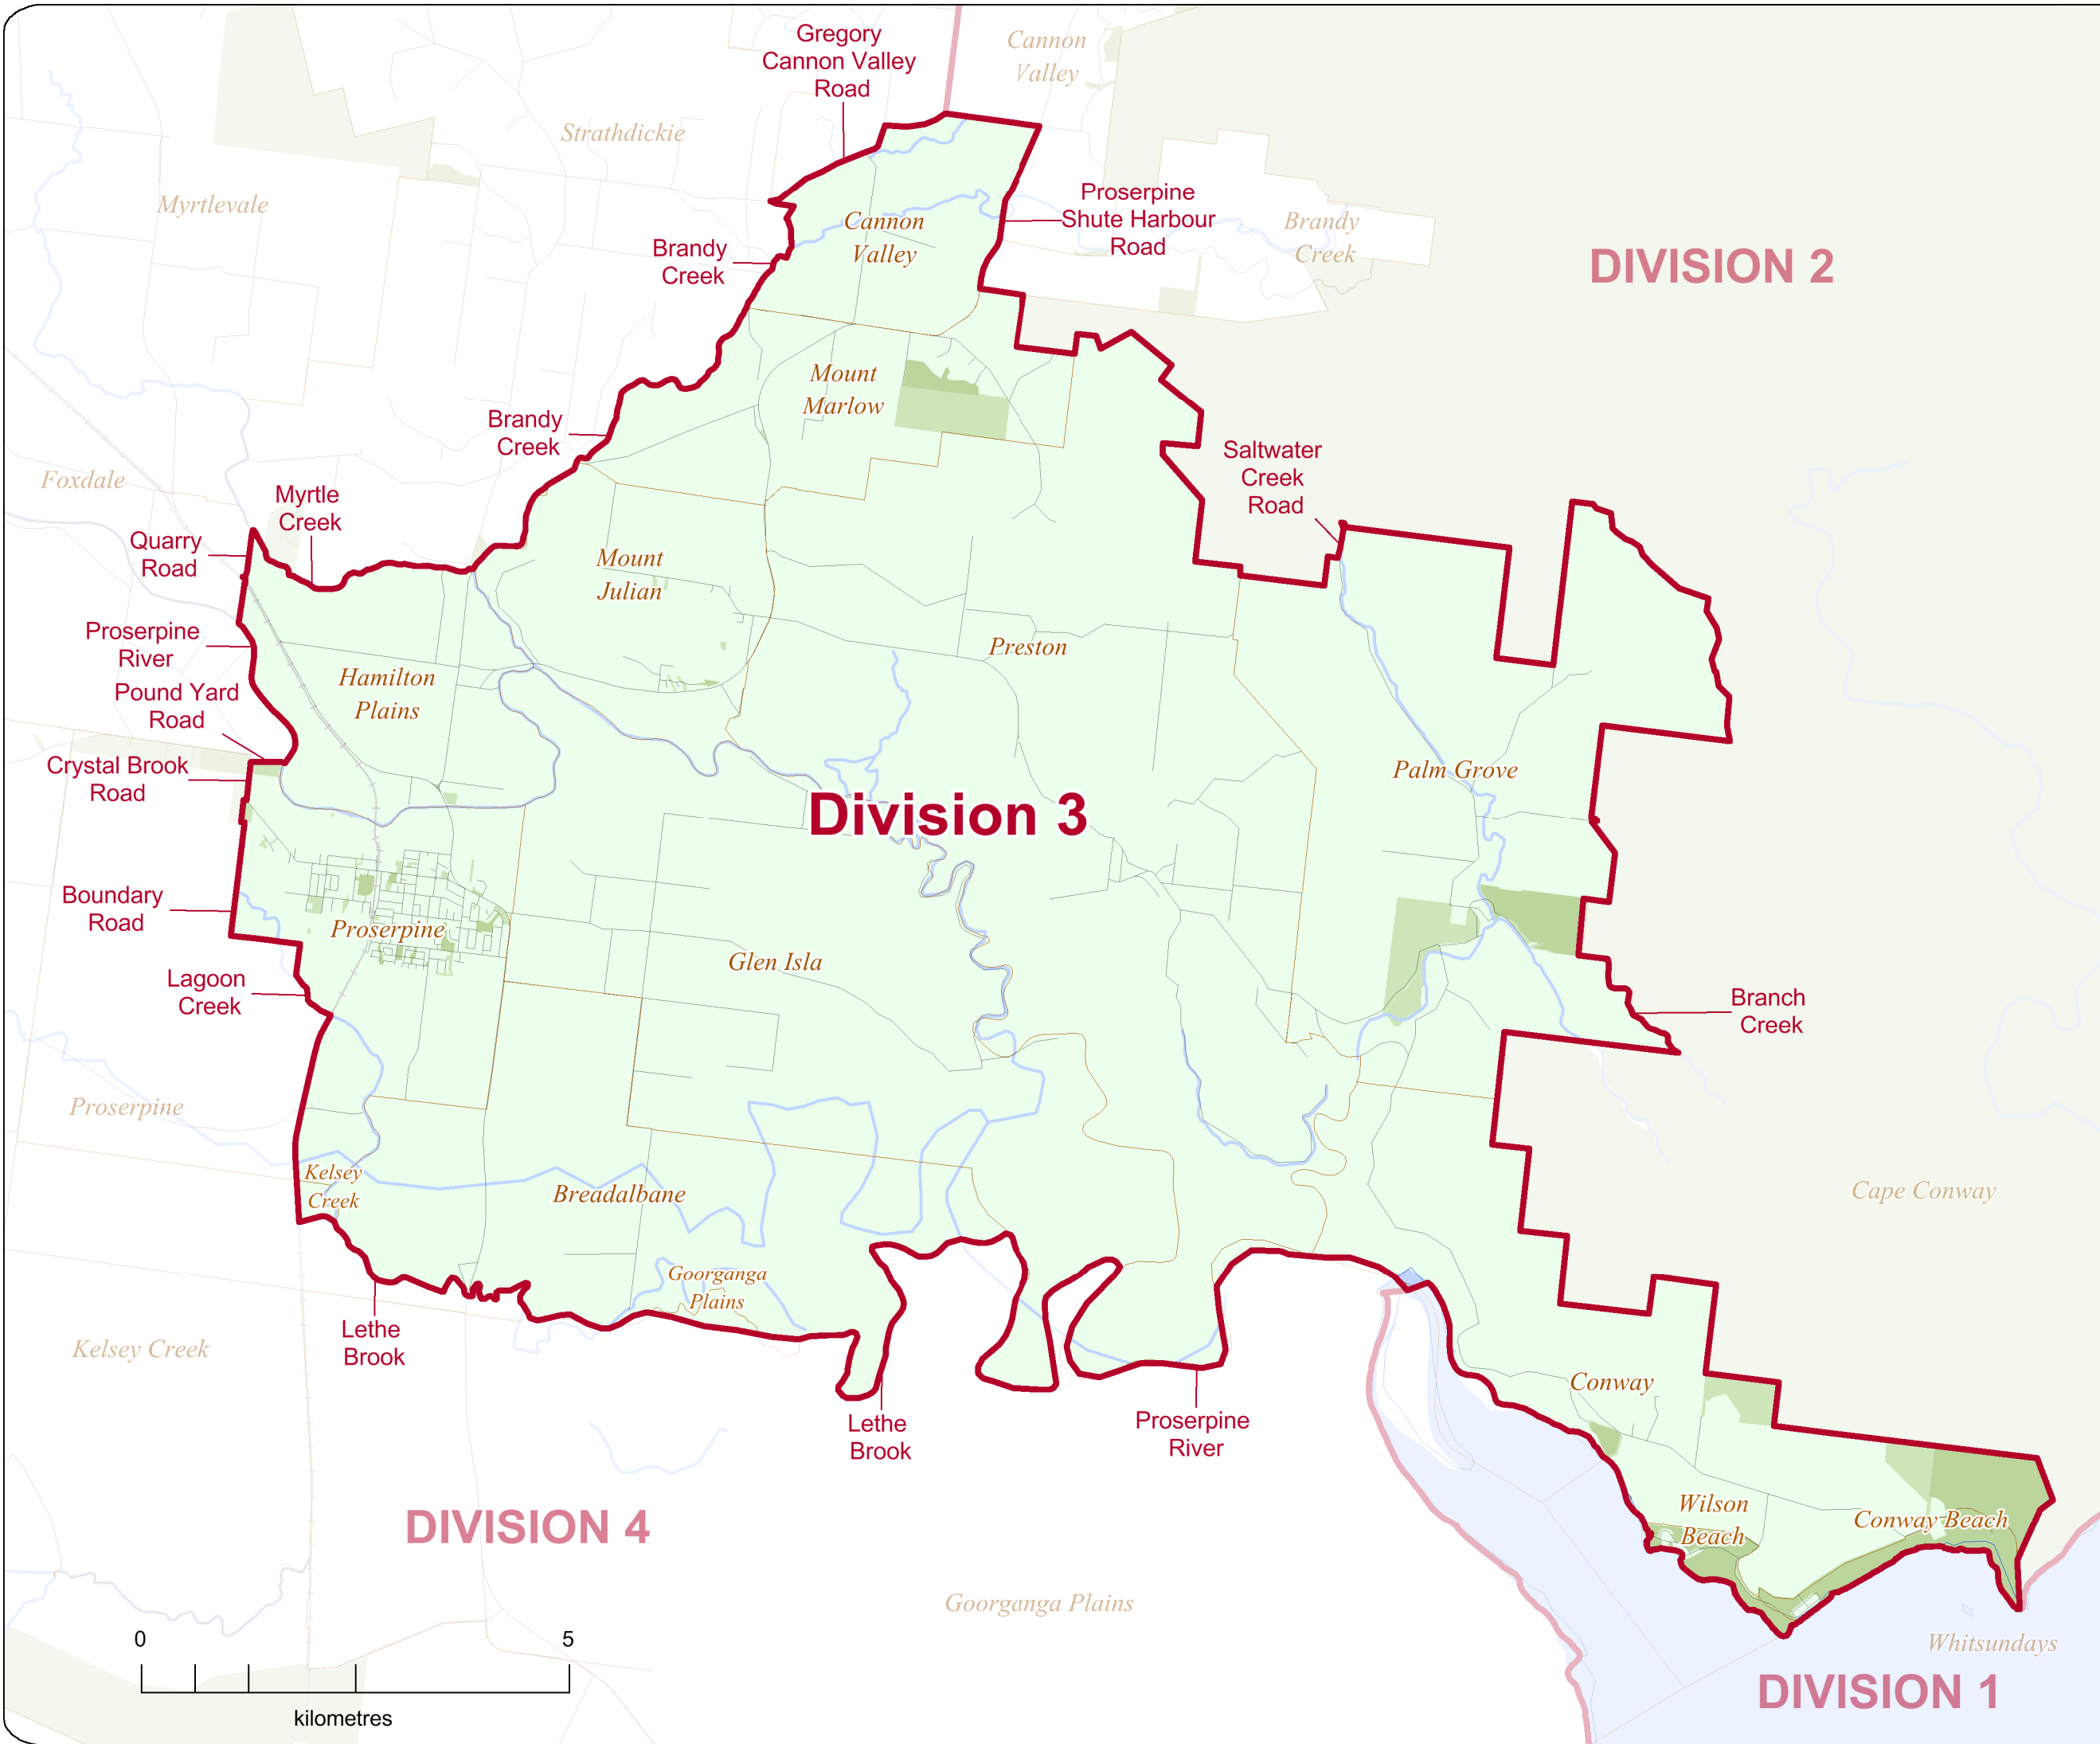 Gregory
Cannon Valley
Road
Cannon
Valley
Strathdickie
Myrtlevale
Proserpine
Shute Harbour
Road
Brandy
Creek
Cannon
Valley
Brandy
Creek
DIVISION 2
Mount
Marlow
Brandy
Creek
Saltwater
Creek
Road
Foxdale
Myrtle
Creek
Quarry
Road
Mount
Julian
Proserpine
River
Preston
Hamilton
Plains
Pound Yard
Road
Crystal Brook
Road
Palm Grove
Division 3
Boundary
Road
Proserpine
Glen Isla
Lagoon
Creek
Branch
Creek
Proserpine
Kelsey
Creek
Breadalbane
Cape Conway
Goorganga
Plains
Lethe
Brook
Kelsey Creek
Conway
Lethe
Brook
Proserpine
River
Wilson
Beach
Conway Beach
DIVISION 4
Goorganga Plains
Whitsundays
DIVISION 1
0 5
kilometres